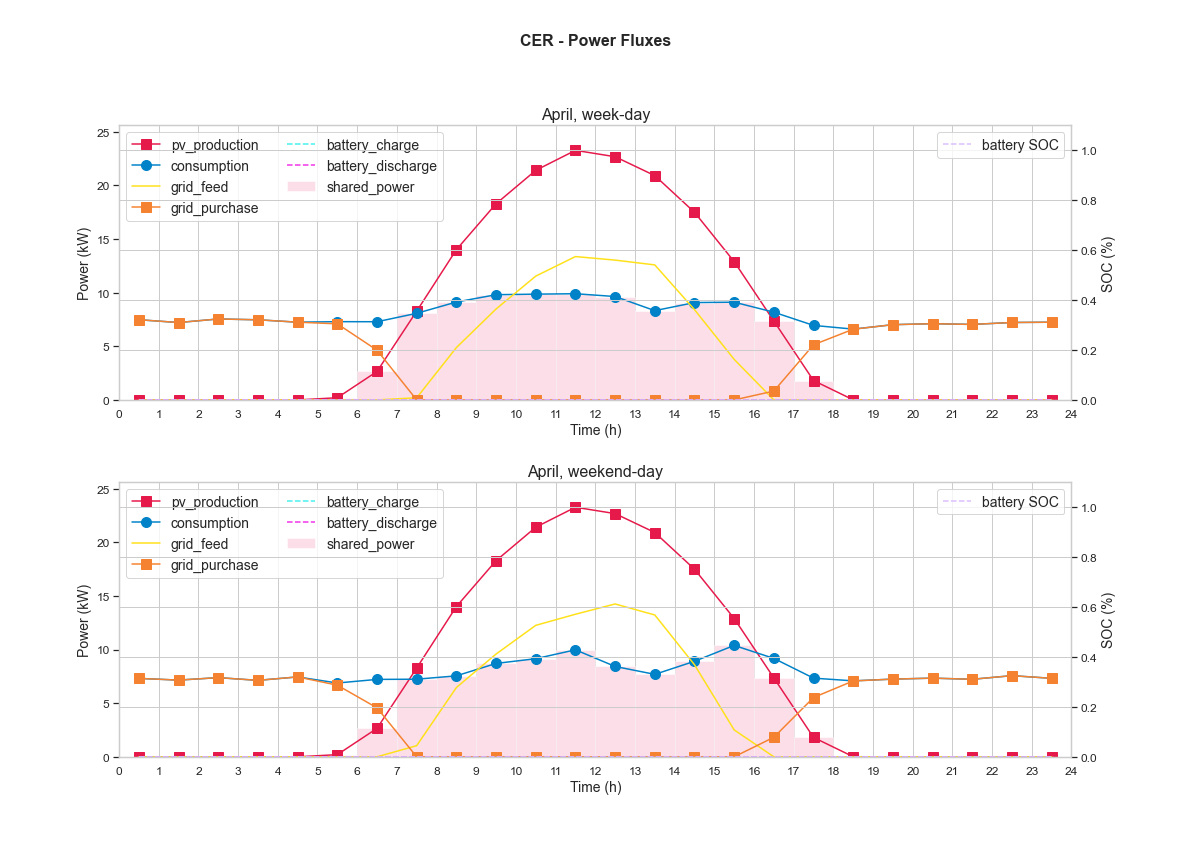 CER - Power Fluxes
April, week-day
pv_production
consumption
grid_feed
grid_purchase
battery_charge
battery_discharge
shared_power
battery SOC
25
20
15
10
5
0
Power (kW)
1.0
0.8
0.6
0.4
0.2
0.0
SOC (%)
0 1 2 3 4 5 6 7 8 9 10 11 12 13 14 15 16 17 18 19 20 21 22 23 24
Time (h)
April, weekend-day
pv_production
consumption
grid_feed
grid_purchase
battery_charge
battery_discharge
shared_power
battery SOC
25
20
15
10
5
0
Power (kW)
1.0
0.8
0.6
0.4
0.2
0.0
SOC (%)
0 1 2 3 4 5 6 7 8 9 10 11 12 13 14 15 16 17 18 19 20 21 22 23 24
Time (h)